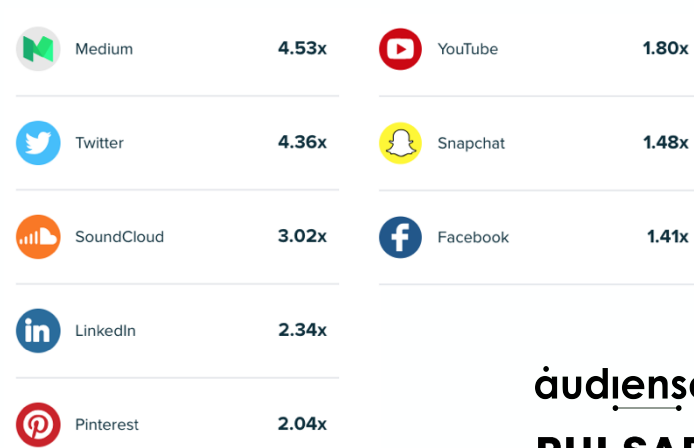 Medium 4.53x
Twitter 4.36x
SoundCloud 3.02x
LinkedIn 2.34x
Pinterest 2.04x
YouTube 1.80x
Snapchat 1.48x
Facebook 1.41x